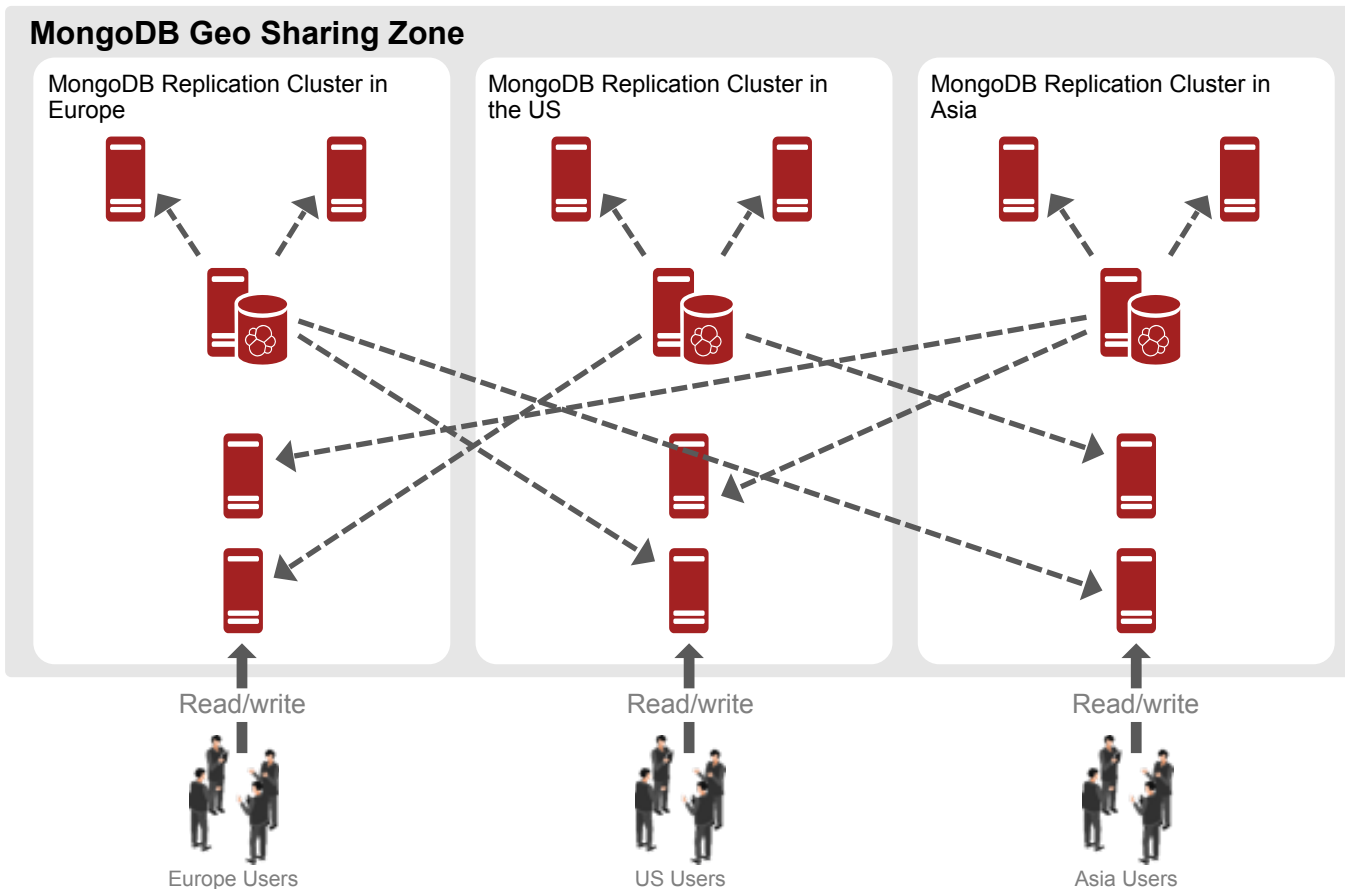 MongoDB Geo Sharing Zone
MongoDB Replication Cluster in
Europe
MongoDB Replication Cluster in
the US
MongoDB Replication Cluster in
Asia
Read/write
Read/write
Read/write
Europe Users
US Users
Asia Users